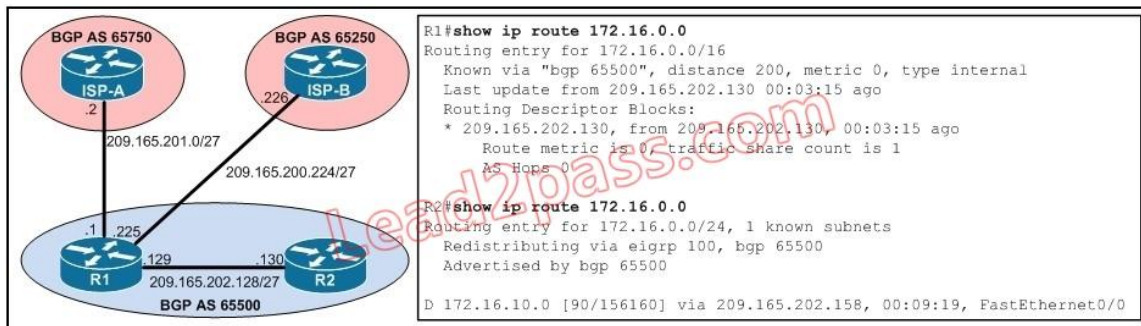 BGP AS 65750
ISP-A
.2
209.165.201.0/27
BGP AS 65250
ISP-B
.226
209.165.200.224/27
.1
.225
R1
.129
.130
209.165.202.128/27
R2
BGP AS 65500
R1#show ip route 172.16.0.0
Routing entry for 172.16.0.0/16
Known via "bgp 65500", distance 200, metric 0, type internal
Last update from 209.165.202.130 00:03:15 ago
Routing Descriptor Blocks:
* 209.165.202.130, from 209.165.202.130, 00:03:15 ago
Route metric is 0, traffic share count is 1
AS Hops 0
R2#show ip route 172.16.0.0
Routing entry for 172.16.0.0/24, 1 known subnets
Redistributing via eigrp 100, bgp 65500
Advertised by bgp 65500
D 172.16.10.0 [90/156160] via 209.165.202.158, 00:09:19, FastEthernet0/0
Lead2pass.com